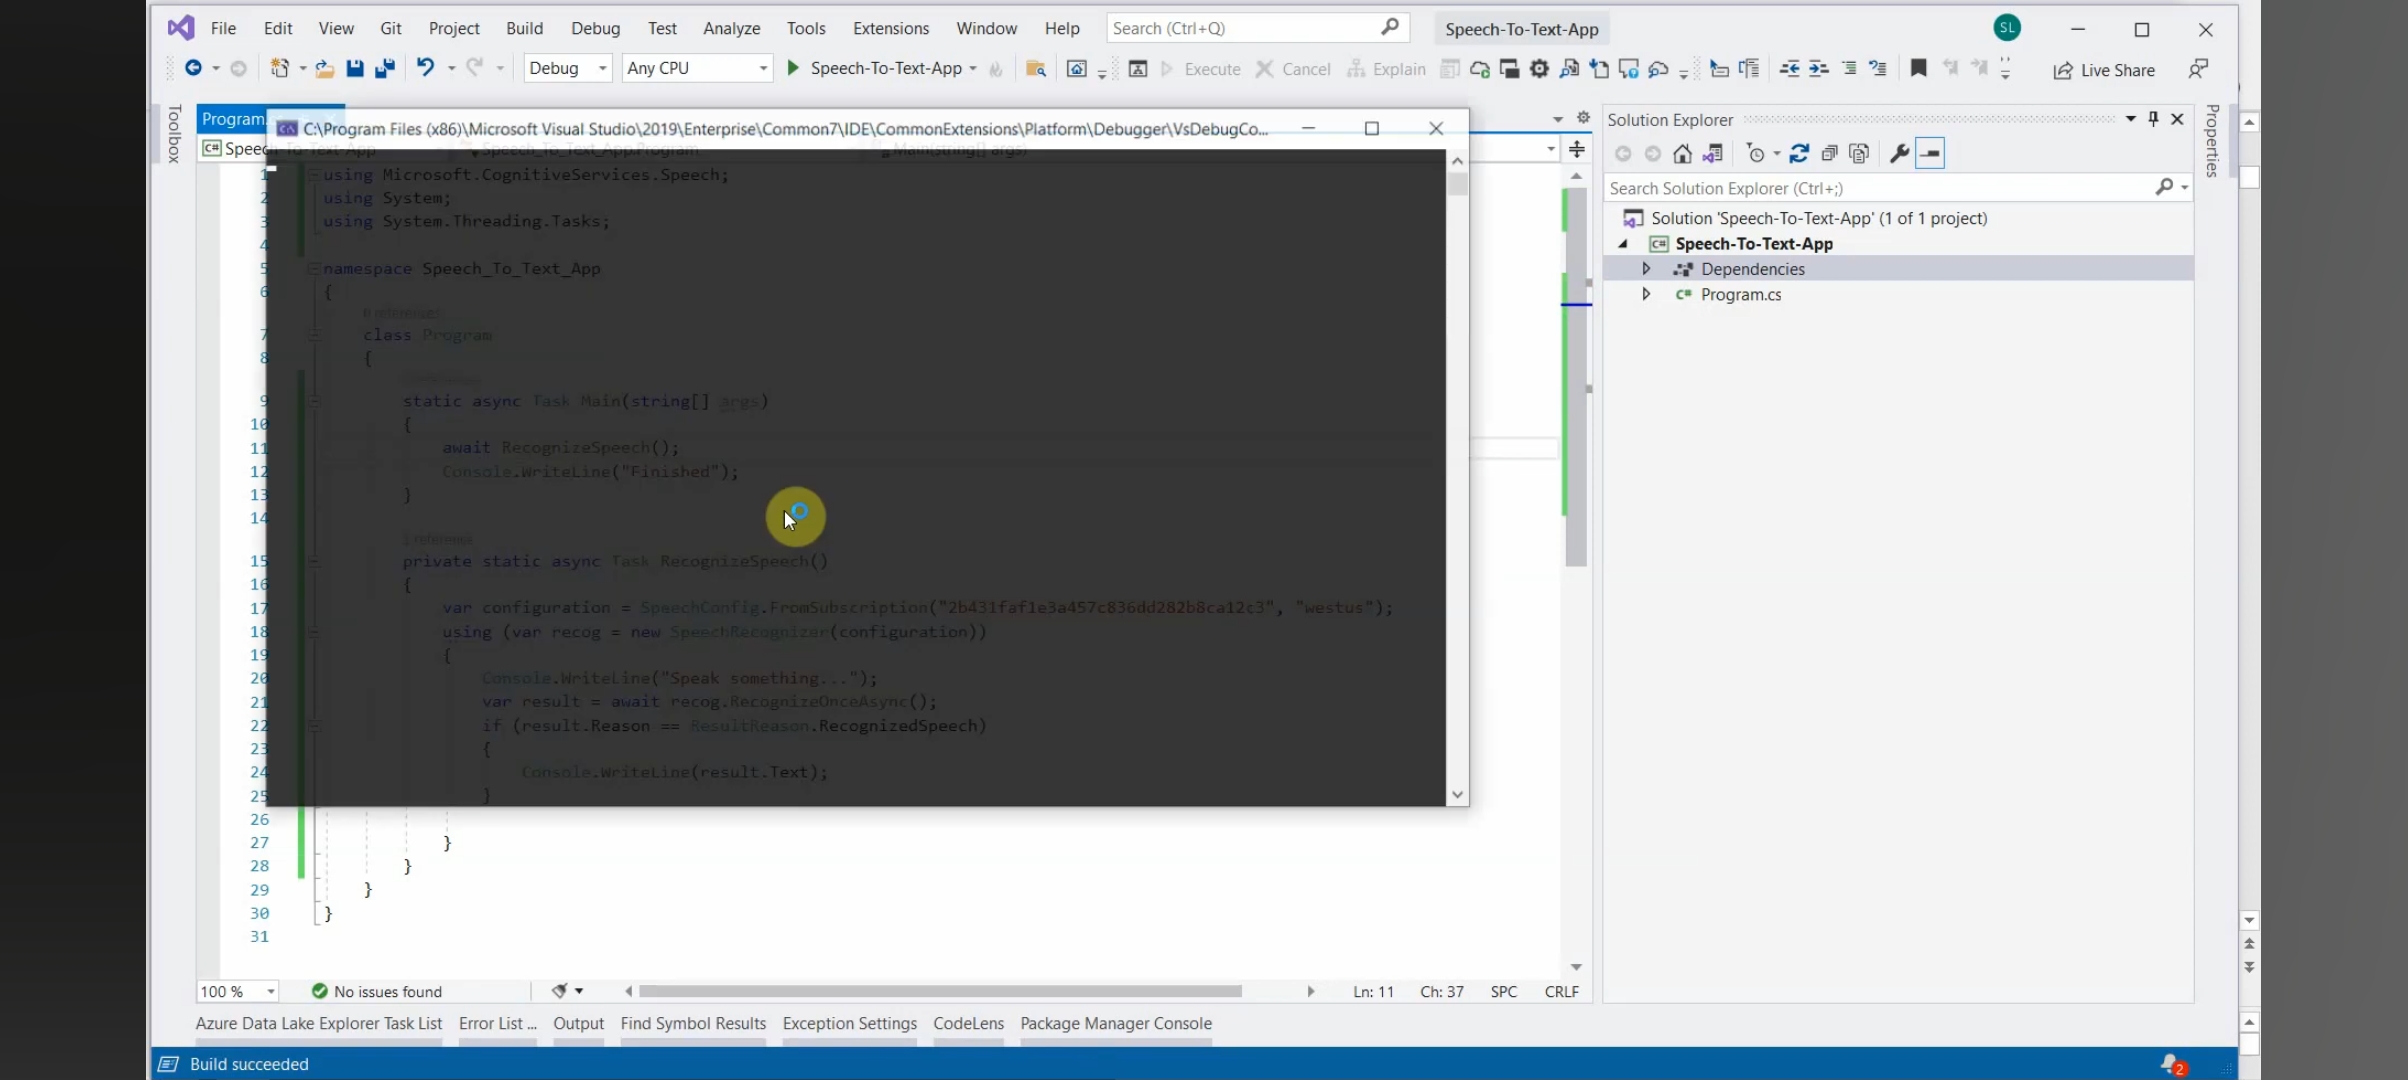 File Edit View Git Project Build Debug Test Analyze Tools Extensions Window Help Search (Ctrl+Q) Speech-To-Text-App SL
Debug Any CPU Speech-To-Text-App Execute Cancel Explain Live Share
Toolbox
Program.
C:\Program Files (x86)\Microsoft Visual Studio\2019\Enterprise\Common7\IDE\CommonExtensions\Platform\Debugger\VsDebugCo...
C# Speech-To-Text-App Speech_To_Text_App.Program Main(string[] args)
1 using Microsoft.CognitiveServices.Speech;
2 using System;
3 using System.Threading.Tasks;
4
5 namespace Speech_To_Text_App
6 {
0 references
7 class Program
8 {
9 static async Task Main(string[] args)
10 {
11 await RecognizeSpeech();
12 Console.WriteLine("Finished");
13 }
14
1 reference
15 private static async Task RecognizeSpeech()
16 {
17 var configuration = SpeechConfig.FromSubscription("2b431faf1e3a457c836dd282b8ca12c3", "westus");
18 using (var recog = new SpeechRecognizer(configuration))
19 {
20 Console.WriteLine("Speak something...");
21 var result = await recog.RecognizeOnceAsync();
22 if (result.Reason == ResultReason.RecognizedSpeech)
23 {
24 Console.WriteLine(result.Text);
25 }
26
27 }
28 }
29 }
30 }
31
100 % No issues found Ln: 11 Ch: 37 SPC CRLF
Solution Explorer
Search Solution Explorer (Ctrl+;)
Solution 'Speech-To-Text-App' (1 of 1 project)
C# Speech-To-Text-App
Dependencies
C# Program.cs
Properties
Azure Data Lake Explorer Task List Error List ... Output Find Symbol Results Exception Settings CodeLens Package Manager Console
Build succeeded 2